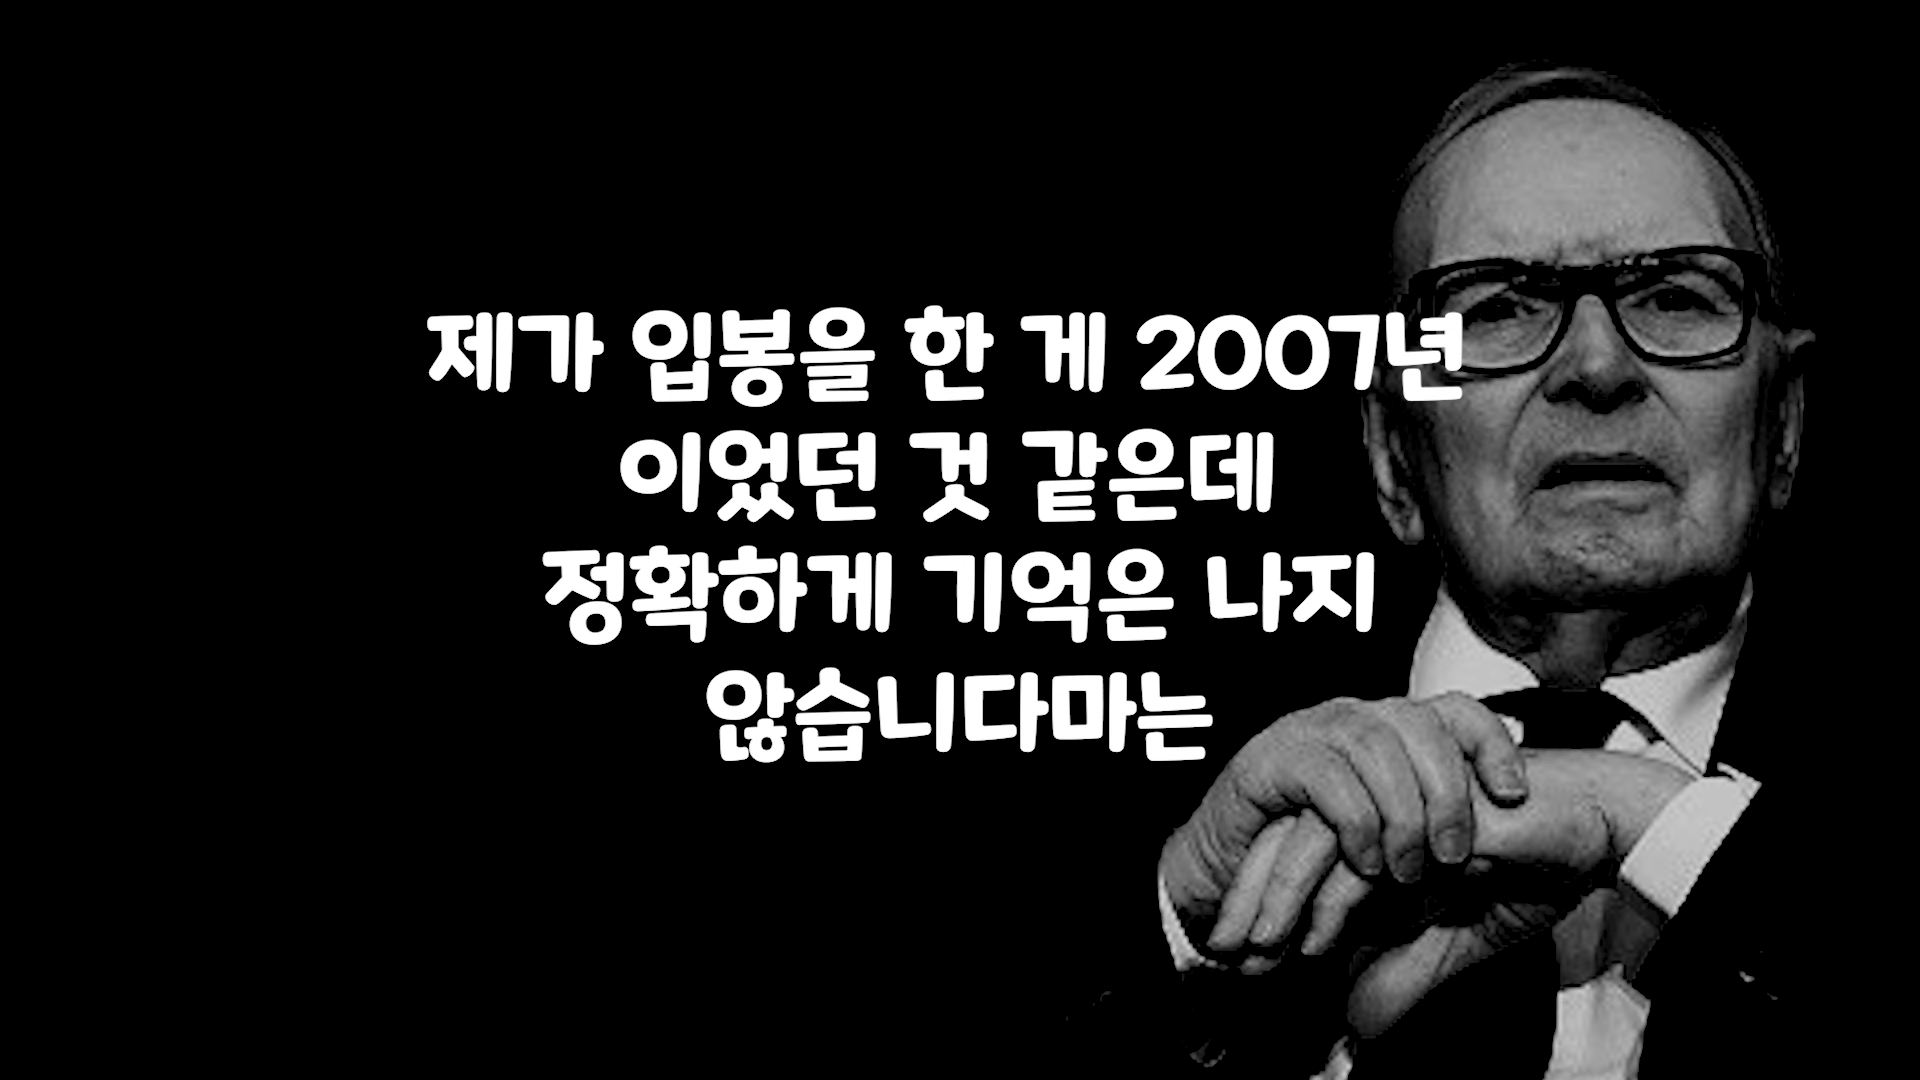 제가 입봉을 한 게 2007년
이었던 것 같은데
정확하게 기억은 나지
않습니다마는